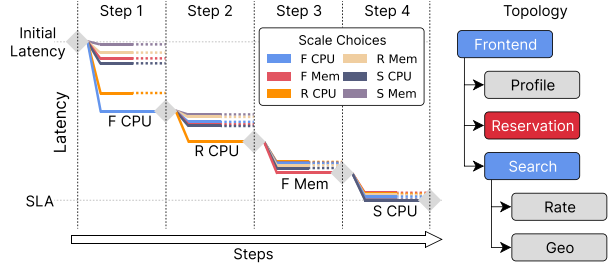 Step 1
Step 2
Step 3
Step 4
Topology
Initial
Latency
Scale Choices
F CPU
F Mem
R CPU
R Mem
S CPU
S Mem
Latency
F CPU
R CPU
F Mem
S CPU
SLA
Steps
Frontend
Profile
Reservation
Search
Rate
Geo